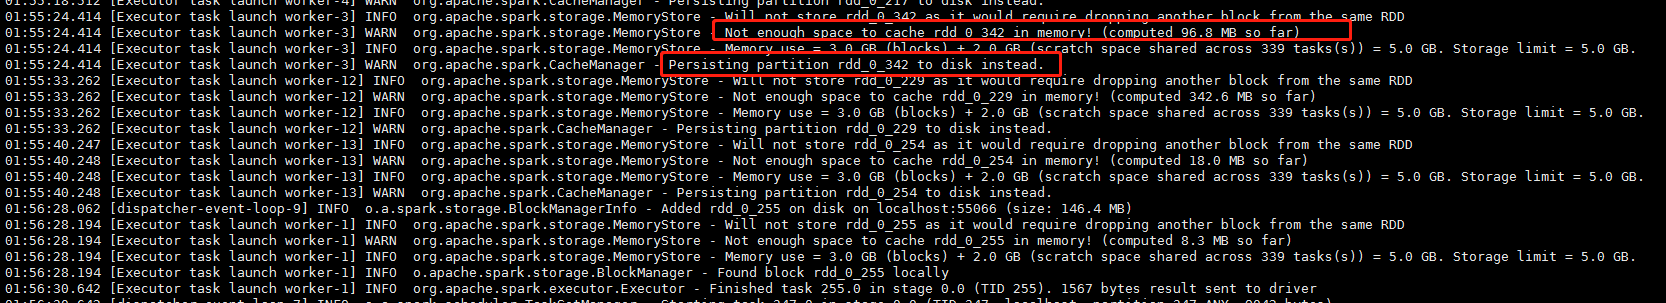 01:55:18.512 [Executor task launch worker-4] WARN  org.apache.spark.CacheManager - Persisting partition rdd_0_217 to disk instead.
01:55:24.414 [Executor task launch worker-3] INFO  org.apache.spark.storage.MemoryStore - Will not store rdd_0_342 as it would require dropping another block from the same RDD
01:55:24.414 [Executor task launch worker-3] WARN  org.apache.spark.storage.MemoryStore - Not enough space to cache rdd_0_342 in memory! (computed 96.8 MB so far)
01:55:24.414 [Executor task launch worker-3] INFO  org.apache.spark.storage.MemoryStore - Memory use = 3.0 GB (blocks) + 2.0 GB (scratch space shared across 339 tasks(s)) = 5.0 GB. Storage limit = 5.0 GB.
01:55:24.414 [Executor task launch worker-3] WARN  org.apache.spark.CacheManager - Persisting partition rdd_0_342 to disk instead.
01:55:33.262 [Executor task launch worker-12] INFO  org.apache.spark.storage.MemoryStore - Will not store rdd_0_229 as it would require dropping another block from the same RDD
01:55:33.262 [Executor task launch worker-12] WARN  org.apache.spark.storage.MemoryStore - Not enough space to cache rdd_0_229 in memory! (computed 342.6 MB so far)
01:55:33.262 [Executor task launch worker-12] INFO  org.apache.spark.storage.MemoryStore - Memory use = 3.0 GB (blocks) + 2.0 GB (scratch space shared across 339 tasks(s)) = 5.0 GB. Storage limit = 5.0 GB.
01:55:33.262 [Executor task launch worker-12] WARN  org.apache.spark.CacheManager - Persisting partition rdd_0_229 to disk instead.
01:55:40.247 [Executor task launch worker-13] INFO  org.apache.spark.storage.MemoryStore - Will not store rdd_0_254 as it would require dropping another block from the same RDD
01:55:40.248 [Executor task launch worker-13] WARN  org.apache.spark.storage.MemoryStore - Not enough space to cache rdd_0_254 in memory! (computed 18.0 MB so far)
01:55:40.248 [Executor task launch worker-13] INFO  org.apache.spark.storage.MemoryStore - Memory use = 3.0 GB (blocks) + 2.0 GB (scratch space shared across 339 tasks(s)) = 5.0 GB. Storage limit = 5.0 GB.
01:55:40.248 [Executor task launch worker-13] WARN  org.apache.spark.CacheManager - Persisting partition rdd_0_254 to disk instead.
01:56:28.062 [dispatcher-event-loop-9] INFO  o.a.spark.storage.BlockManagerInfo - Added rdd_0_255 on disk on localhost:55066 (size: 146.4 MB)
01:56:28.194 [Executor task launch worker-1] INFO  org.apache.spark.storage.MemoryStore - Will not store rdd_0_255 as it would require dropping another block from the same RDD
01:56:28.194 [Executor task launch worker-1] WARN  org.apache.spark.storage.MemoryStore - Not enough space to cache rdd_0_255 in memory! (computed 8.3 MB so far)
01:56:28.194 [Executor task launch worker-1] INFO  org.apache.spark.storage.MemoryStore - Memory use = 3.0 GB (blocks) + 2.0 GB (scratch space shared across 339 tasks(s)) = 5.0 GB. Storage limit = 5.0 GB.
01:56:28.194 [Executor task launch worker-1] INFO  o.apache.spark.storage.BlockManager - Found block rdd_0_255 locally
01:56:30.642 [Executor task launch worker-1] INFO  org.apache.spark.executor.Executor - Finished task 255.0 in stage 0.0 (TID 255). 1567 bytes result sent to driver